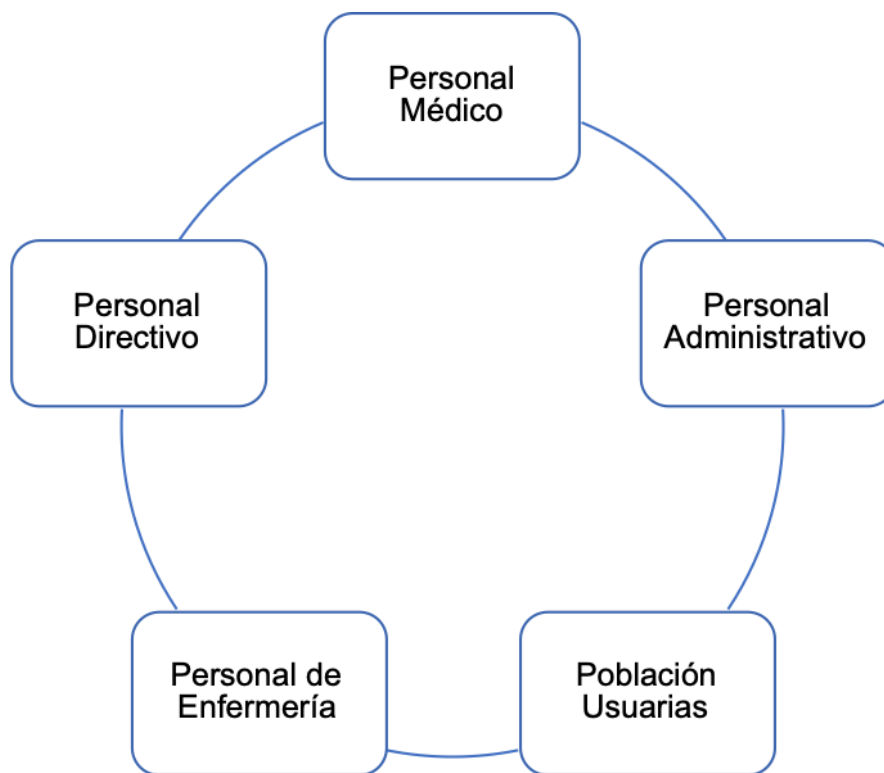 Personal
Médico
Personal
Administrativo
Población
Usuarias
Personal de
Enfermería
Personal
Directivo